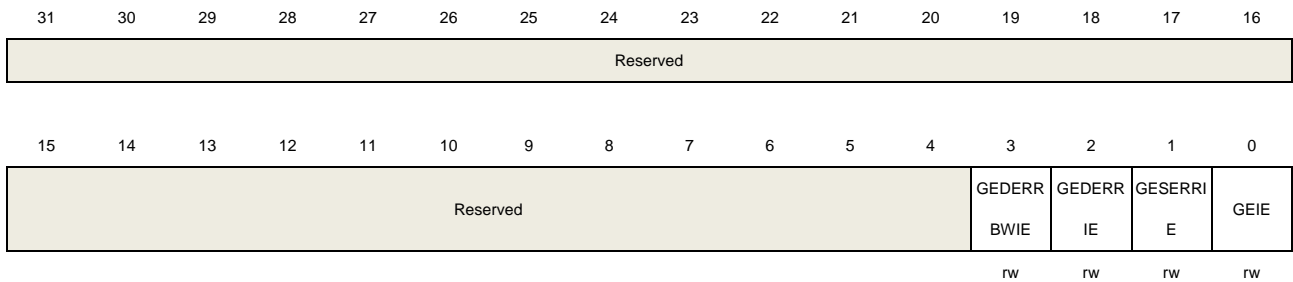 31 30 29 28 27 26 25 24 23 22 21 20 19 18 17 16
Reserved
15 14 13 12 11 10 9 8 7 6 5 4 3 2 1 0
Reserved
GEDERR GEDERR GESERRI GEIE
BWIE IE E
rw rw rw rw